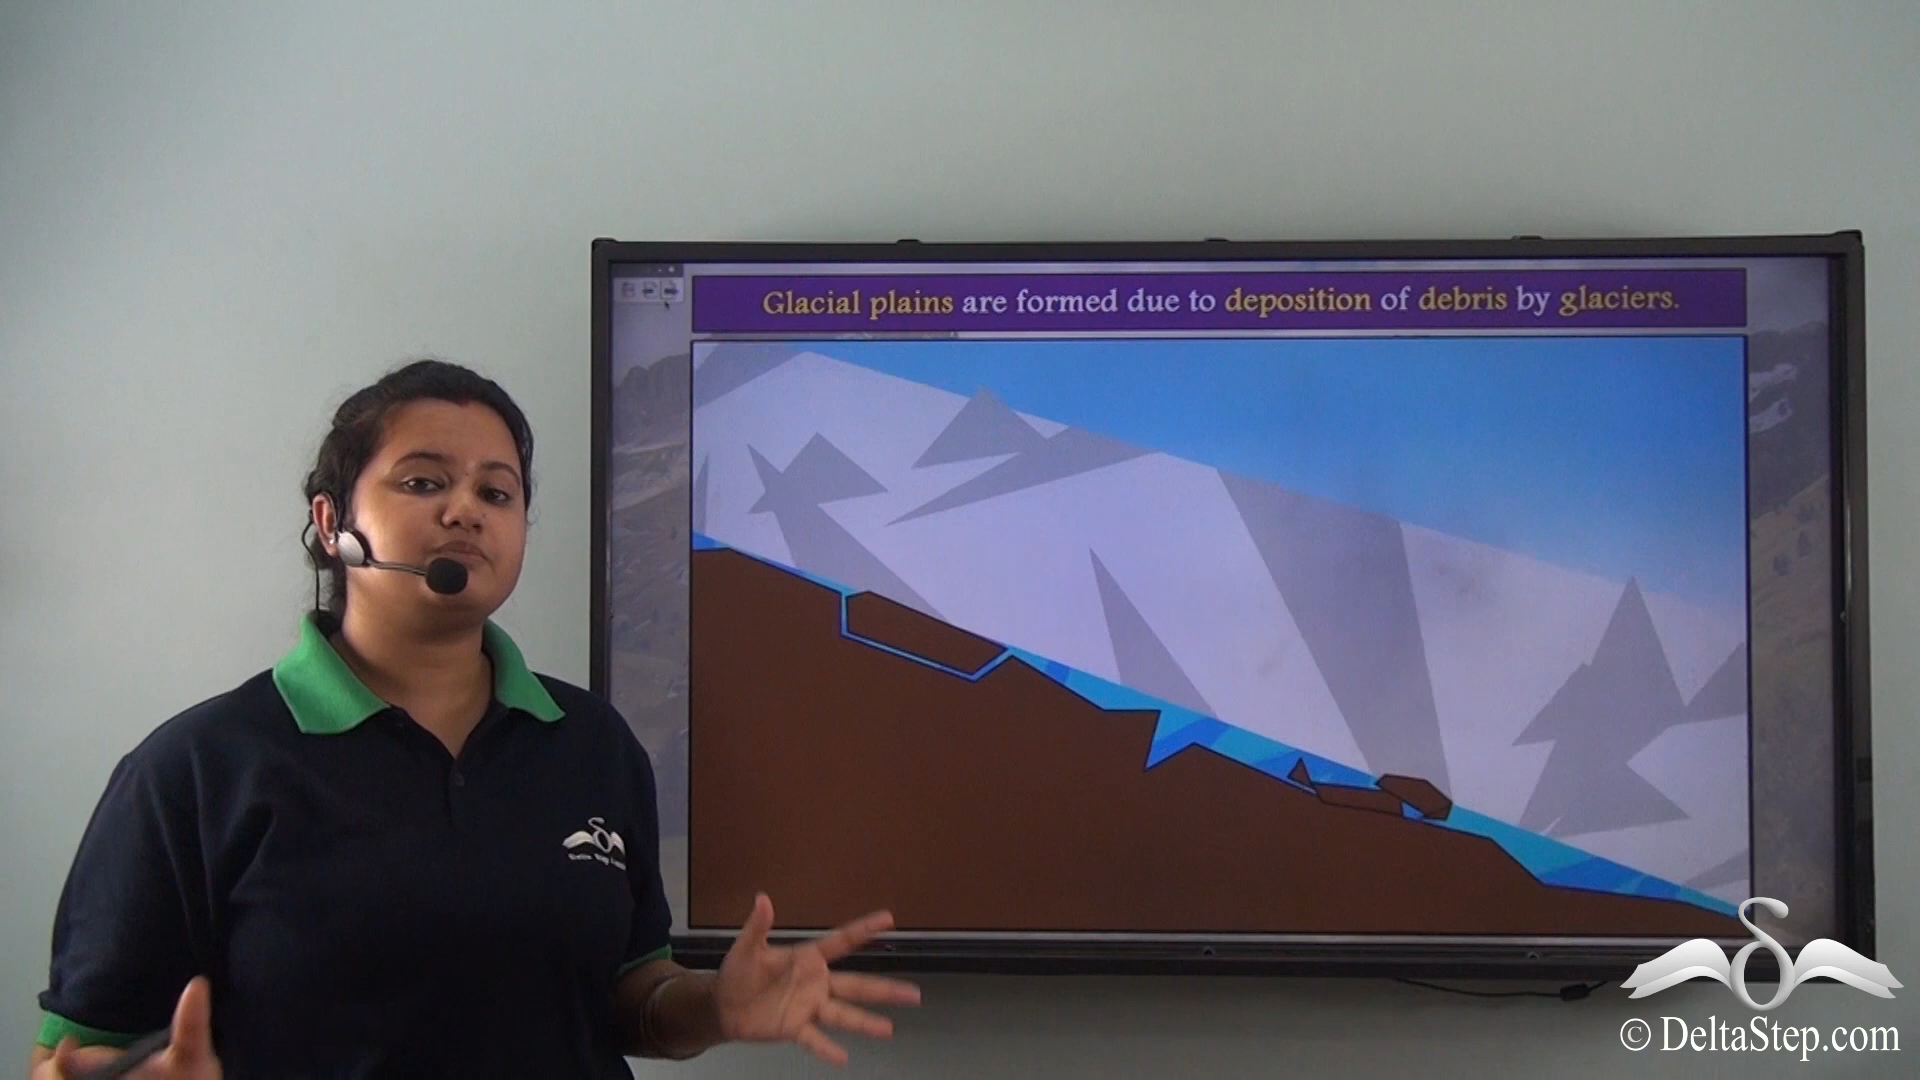 Glacial plains are formed due to deposition of debris by glaciers.
© DeltaStep.com